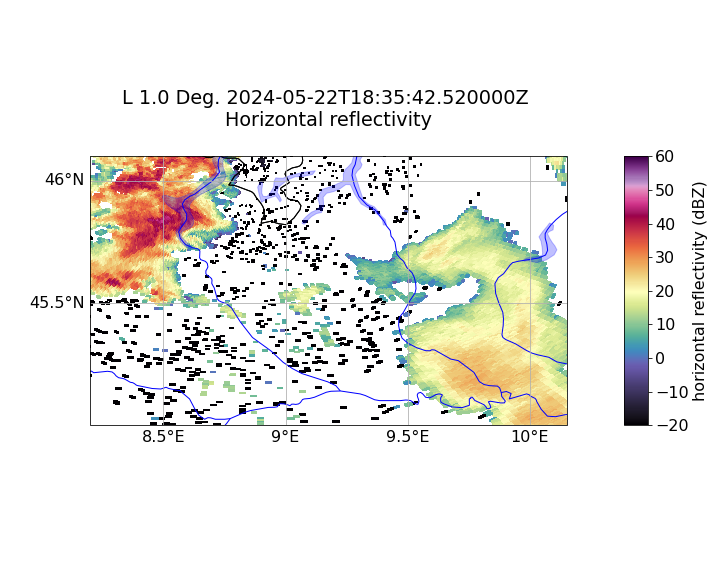 L 1.0 Deg. 2024-05-22T18:35:42.520000Z
Horizontal reflectivity
46°N
45.5°N
8.5°E
9°E
9.5°E
10°E
60
50
40
30
20
10
0
−10
−20
horizontal reflectivity (dBZ)